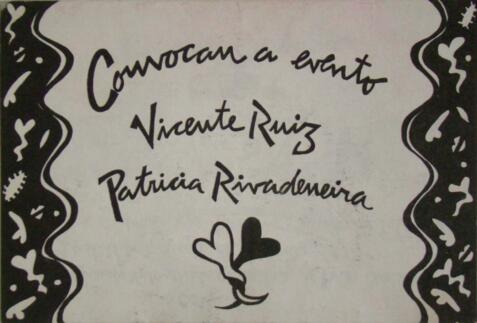 Convocan a evento
Vicente Ruiz
Patricia Rivadeneira